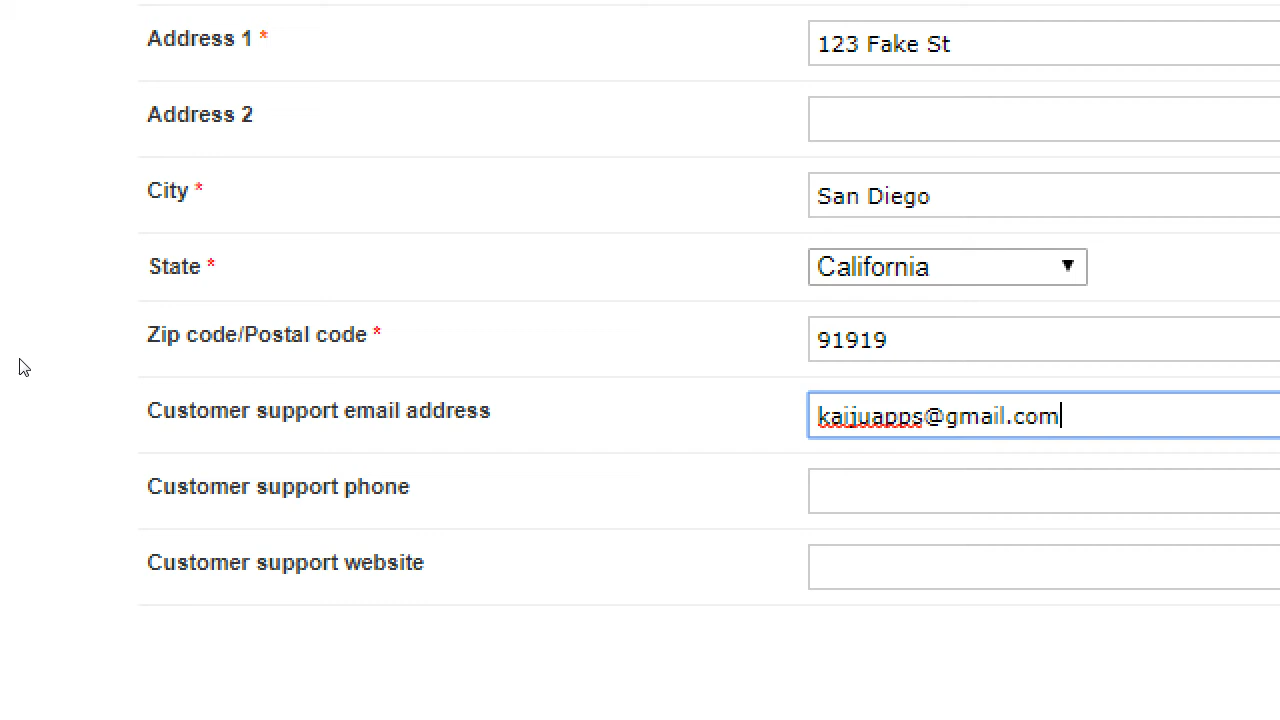 Address 1 * 123 Fake St
Address 2
City * San Diego
State * California
Zip code/Postal code * 91919
Customer support email address kaijuapps@gmail.com
Customer support phone
Customer support website